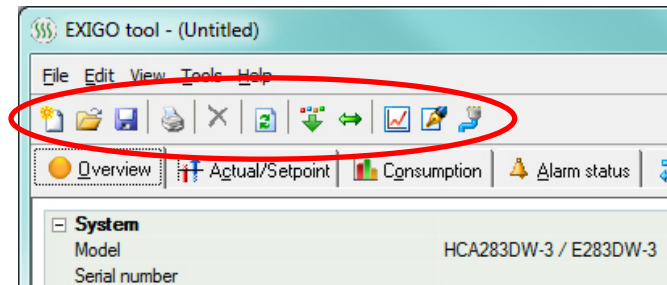 EXIGO tool - (Untitled)
File Edit View Tools Help
Overview Actual/Setpoint Consumption Alarm status
System
Model HCA283DW-3 / E283DW-3
Serial number